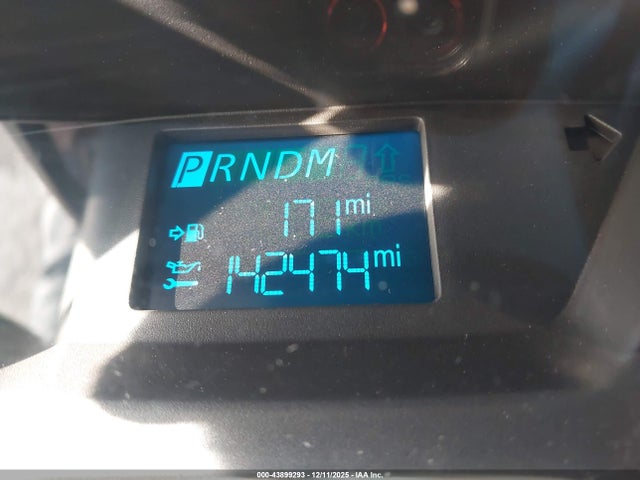 PRNDM
171 mi
142474 mi
000-43899293 - 12/11/2025 - IAA Inc.